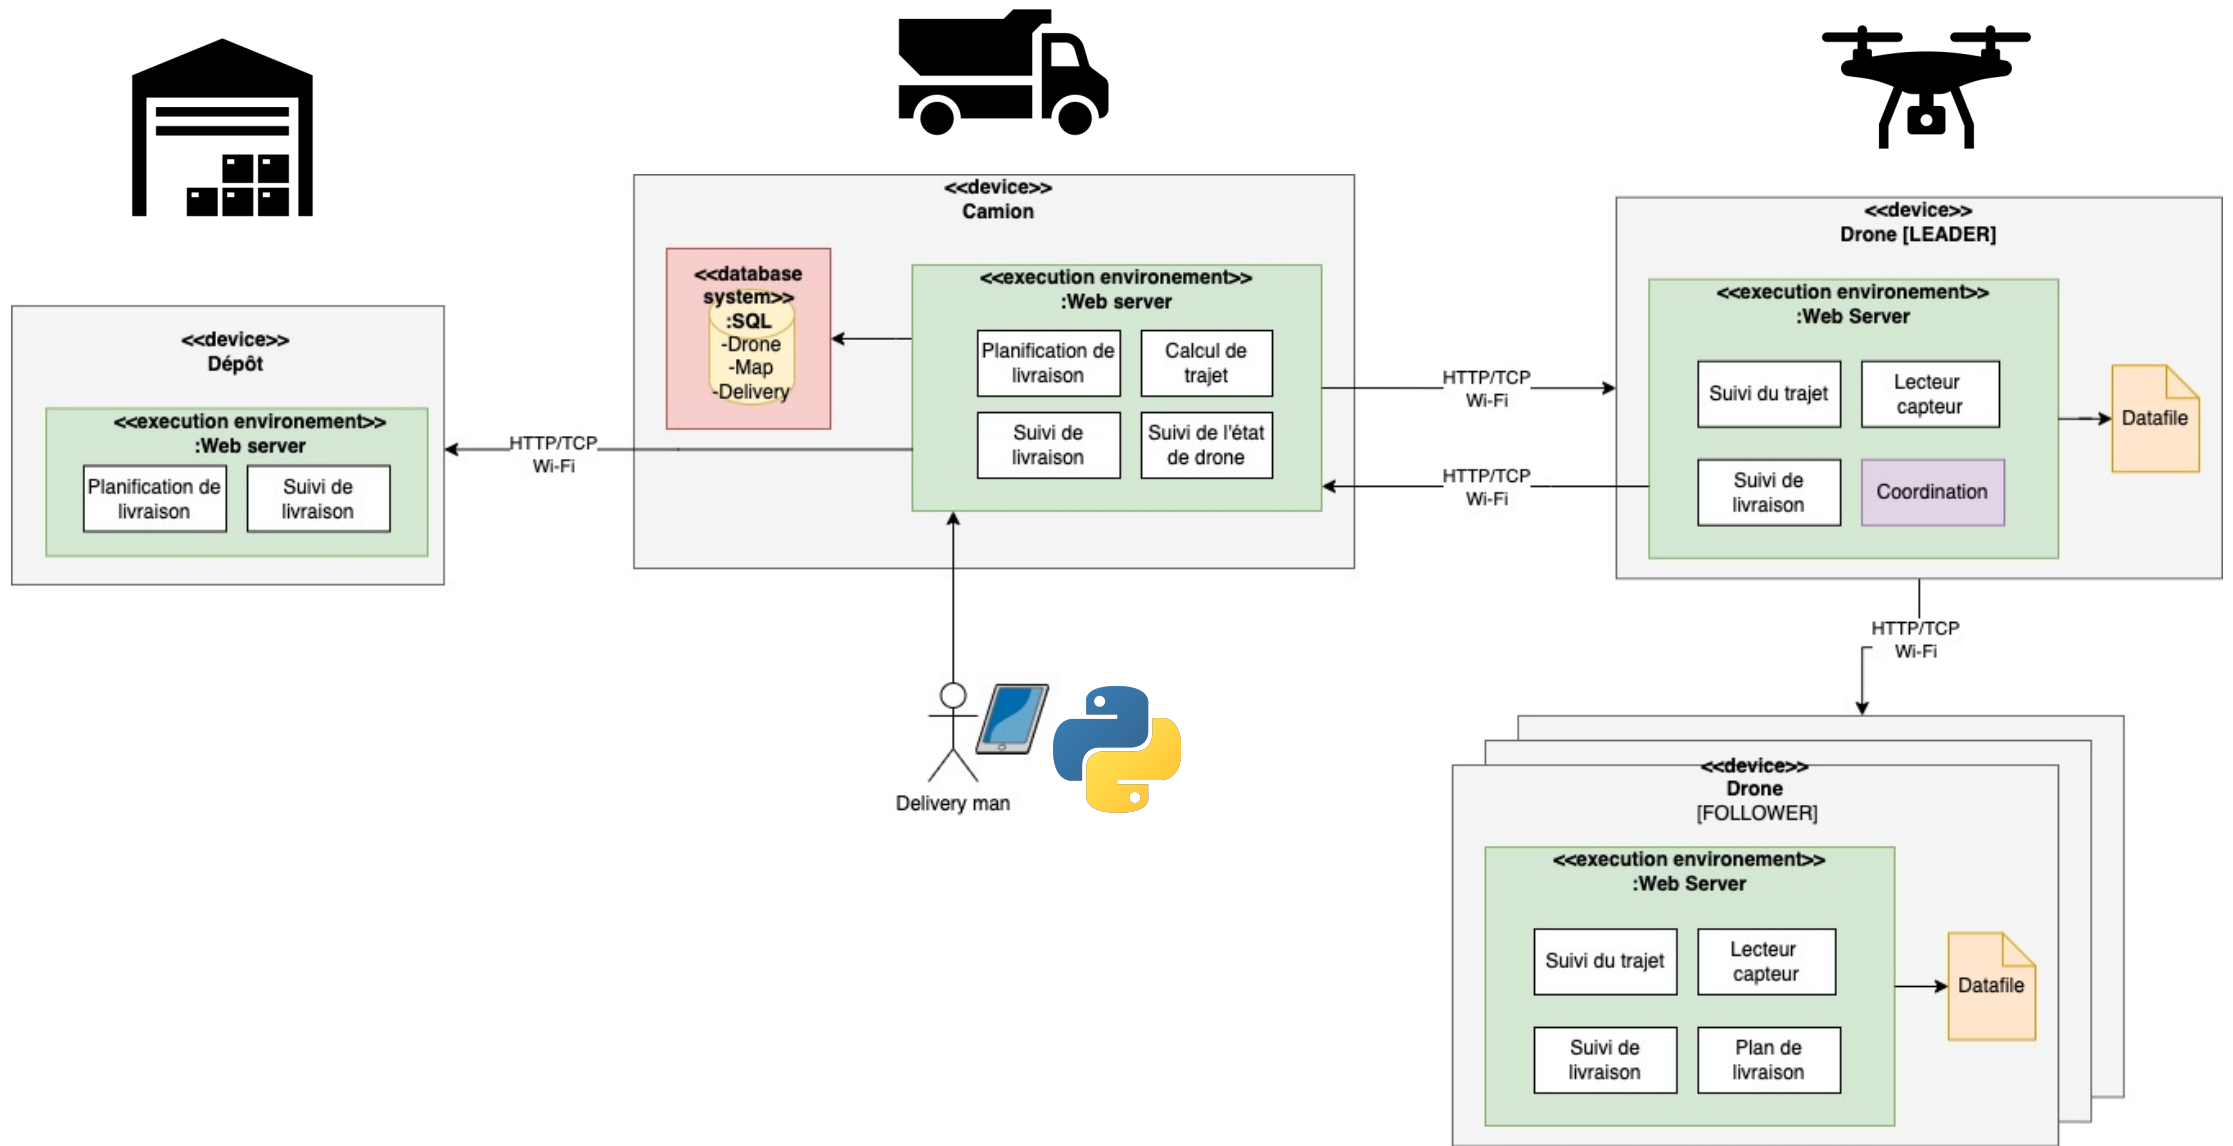 <<device>>
Dépôt
<<execution environement>>
:Web server
Planification de
livraison
Suivi de
livraison
HTTP/TCP
Wi-Fi
<<device>>
Camion
<<database
system>>
:SQL
-Drone
-Map
-Delivery
<<execution environement>>
:Web server
Planification de
livraison
Calcul de
trajet
Suivi de
livraison
Suivi de l'état
de drone
Delivery man
HTTP/TCP
Wi-Fi
HTTP/TCP
Wi-Fi
<<device>>
Drone [LEADER]
<<execution environement>>
:Web Server
Suivi du trajet
Lecteur
capteur
Suivi de
livraison
Coordination
Datafile
HTTP/TCP
Wi-Fi
<<device>>
Drone
[FOLLOWER]
<<execution environement>>
:Web Server
Suivi du trajet
Lecteur
capteur
Suivi de
livraison
Plan de
livraison
Datafile